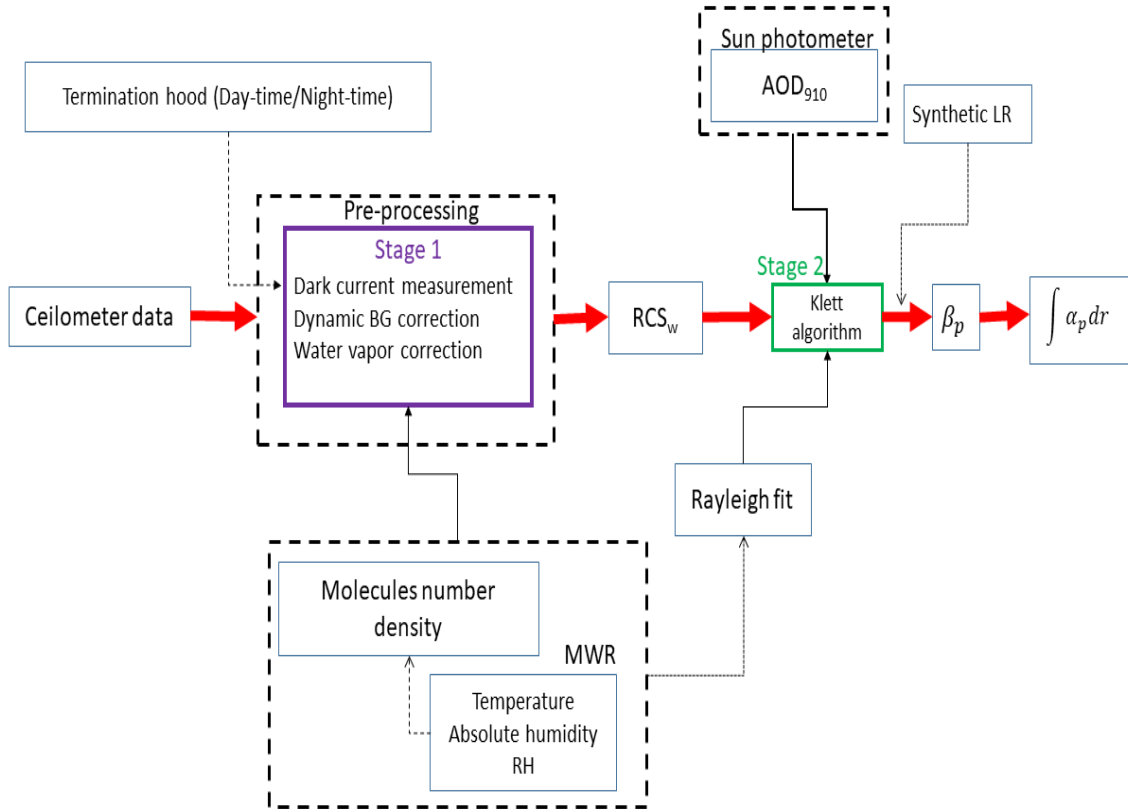 Termination hood (Day-time/Night-time)
Sun photometer
AOD₉₁₀
Synthetic LR
Pre-processing
Stage 1
Dark current measurement
Dynamic BG correction
Water vapor correction
Ceilometer data
RCSw
Stage 2
Klett
algorithm
βₚ
∫ αₚdr
Rayleigh fit
Molecules number
density
MWR
Temperature
Absolute humidity
RH